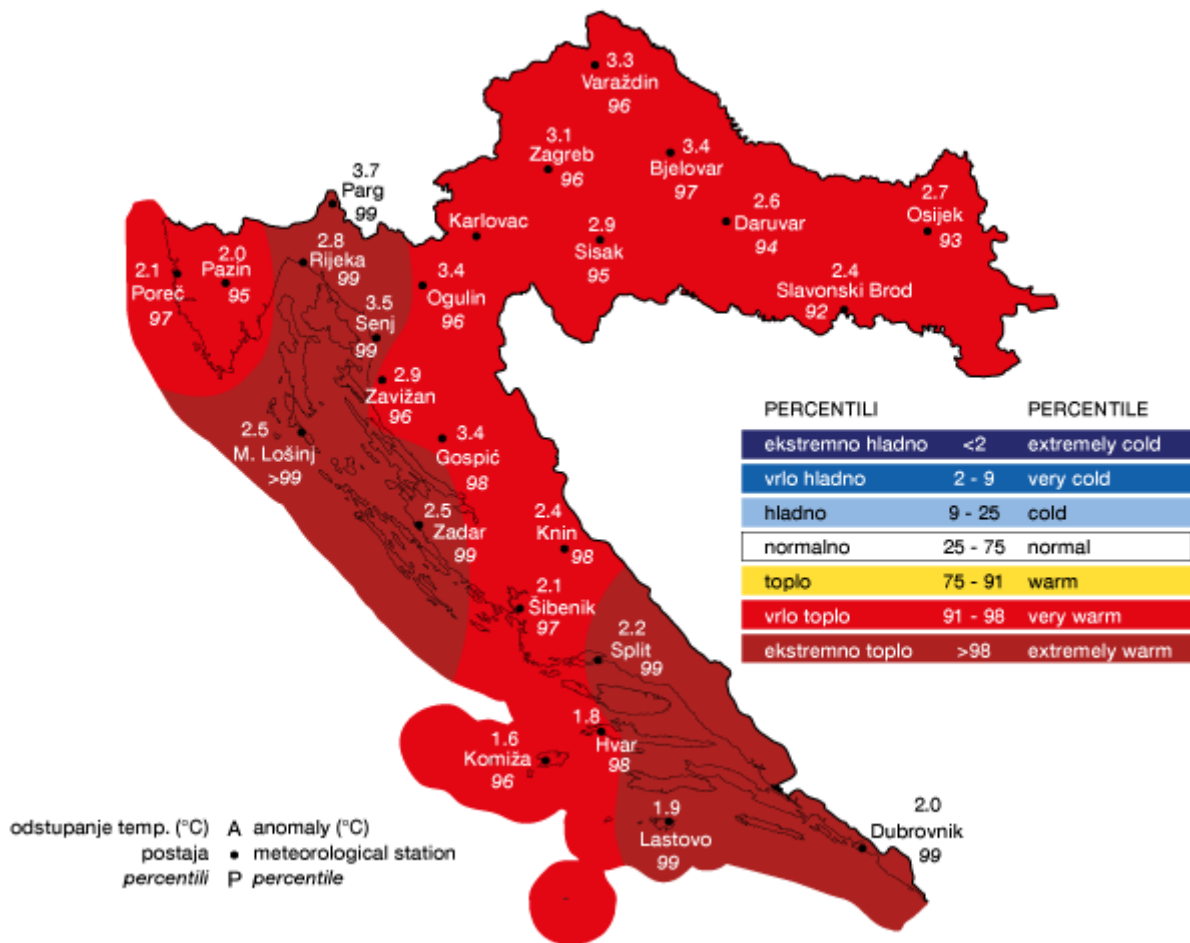 3.3
Varaždin
96
3.1
Zagreb
96
3.4
Bjelovar
97
3.7
Parg
99
2.7
Osijek
93
2.6
Daruvar
94
Karlovac
2.9
Sisak
95
2.8
Rijeka
99
2.0
Pazin
95
2.1
Poreč
97
3.4
Ogulin
96
2.4
Slavonski Brod
92
3.5
Senj
99
2.9
Zavižan
96
2.5
M. Lošinj
>99
3.4
Gospić
98
2.5
Zadar
99
2.4
Knin
98
2.1
Šibenik
97
2.2
Split
99
1.8
Hvar
98
1.6
Komiža
96
1.9
Lastovo
99
2.0
Dubrovnik
99
PERCENTILI PERCENTILE
ekstremno hladno <2 extremely cold
vrlo hladno 2 - 9 very cold
hladno 9 - 25 cold
normalno 25 - 75 normal
toplo 75 - 91 warm
vrlo toplo 91 - 98 very warm
ekstremno toplo >98 extremely warm
odstupanje temp. (°C) A anomaly (°C)
postaja • meteorological station
percentili P percentile